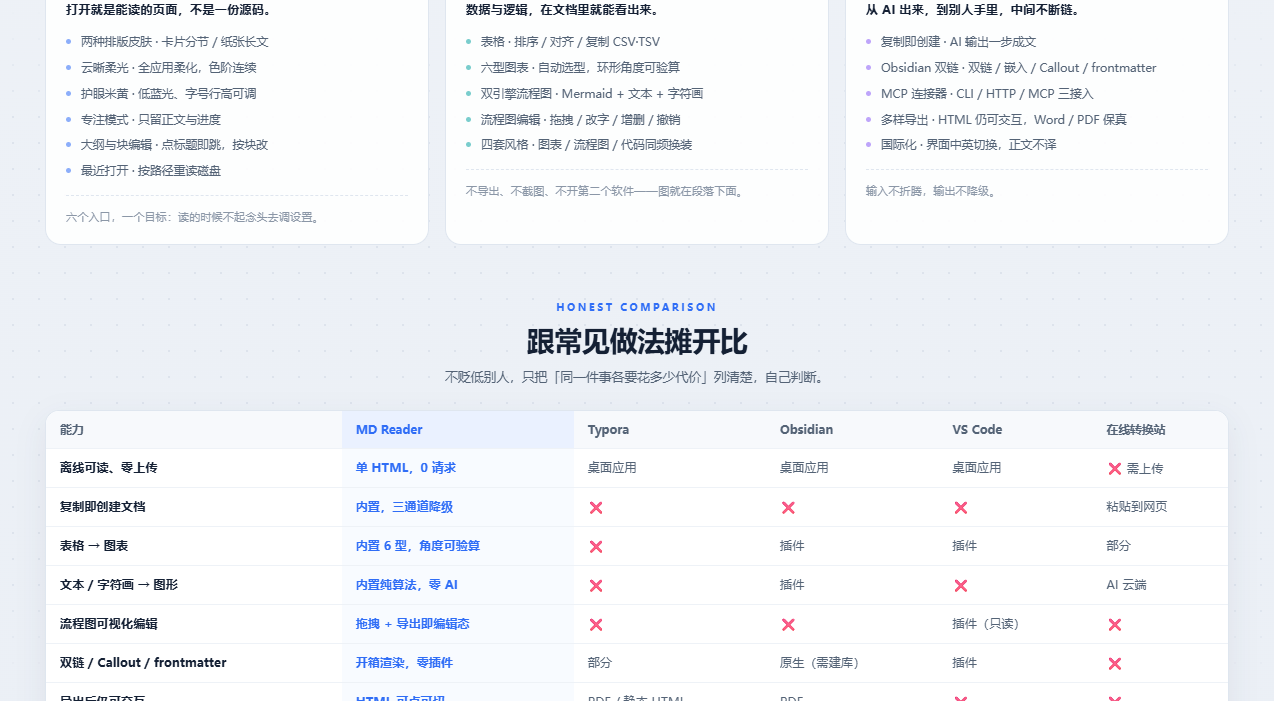 打开就是能读的页面，不是一份源码。
两种排版皮肤 · 卡片分节 / 纸张长文
云晰柔光 · 全应用柔化，色阶连续
护眼米黄 · 低蓝光、字号行高可调
专注模式 · 只留正文与进度
大纲与块编辑 · 点标题即跳，按块改
最近打开 · 按路径重读磁盘
六个入口，一个目标：读的时候不起念头去调设置。
数据与逻辑，在文档里就能看出来。
表格 · 排序 / 对齐 / 复制 CSV·TSV
六型图表 · 自动选型，环形角度可验算
双引擎流程图 · Mermaid + 文本 + 字符画
流程图编辑 · 拖拽 / 改字 / 增删 / 撤销
四套风格 · 图表 / 流程图 / 代码同频换装
不导出、不截图、不开第二个软件——图就在段落下面。
从 AI 出来，到别人手里，中间不断链。
复制即创建 · AI 输出一步成文
Obsidian 双链 · 双链 / 嵌入 / Callout / frontmatter
MCP 连接器 · CLI / HTTP / MCP 三接入
多样导出 · HTML 仍可交互，Word / PDF 保真
国际化 · 界面中英切换，正文不译
输入不折腾，输出不降级。
HONEST COMPARISON
跟常见做法摊开比
不贬低别人，只把「同一件事各要花多少代价」列清楚，自己判断。
能力 MD Reader Typora Obsidian VS Code 在线转换站
离线可读、零上传 单 HTML，0 请求 桌面应用 桌面应用 桌面应用 ❌ 需上传
复制即创建文档 内置，三通道降级 ❌ ❌ ❌ 粘贴到网页
表格 → 图表 内置 6 型，角度可验算 ❌ 插件 插件 部分
文本 / 字符画 → 图形 内置纯算法，零 AI ❌ 插件 ❌ AI 云端
流程图可视化编辑 拖拽 + 导出即编辑态 ❌ ❌ 插件（只读） ❌
双链 / Callout / frontmatter 开箱渲染，零插件 部分 原生（需建库） 插件 ❌
导出后仍可交互 HTML 可点可切 PDF / 静态 HTML PDF ❌ ❌